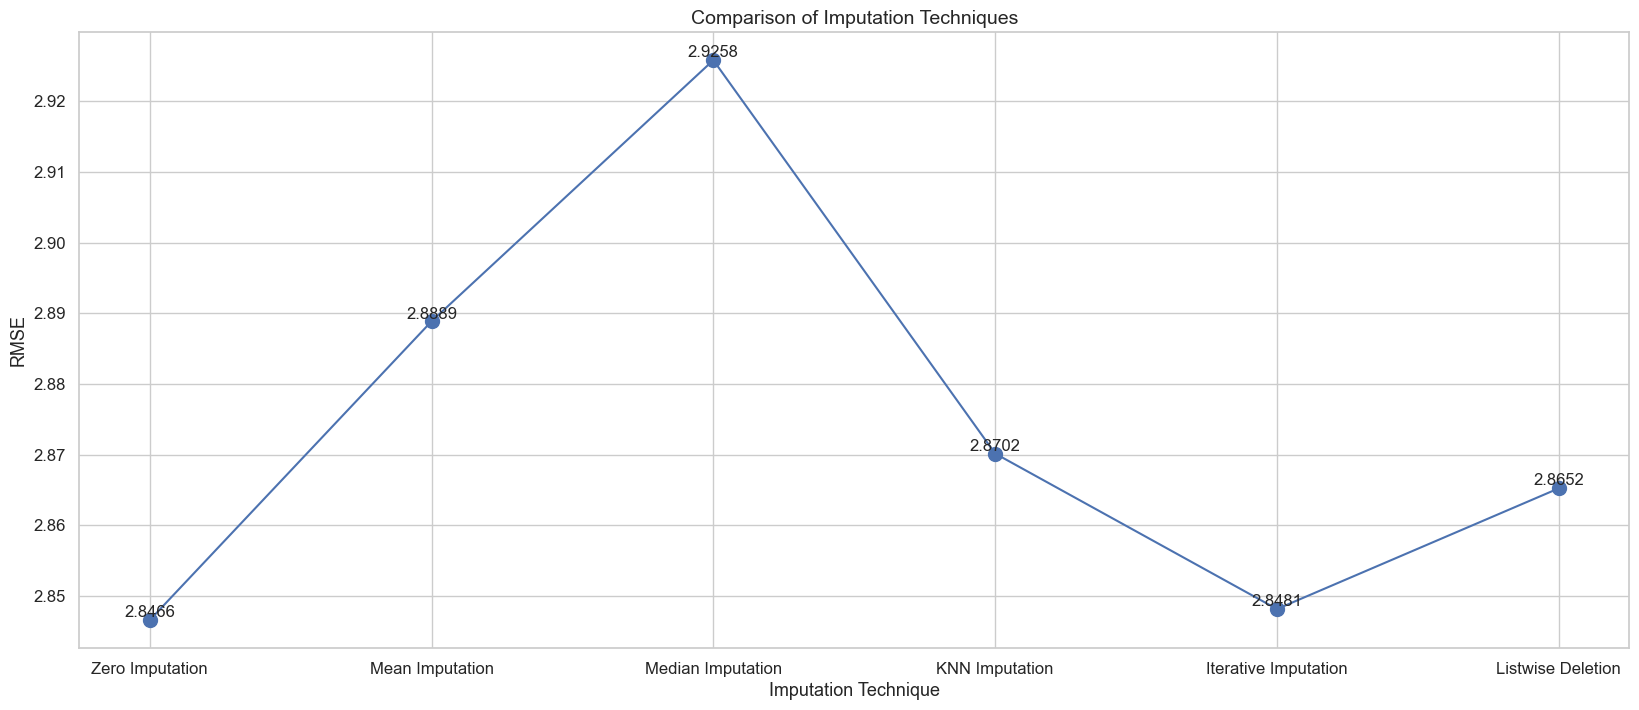 Comparison of Imputation Techniques
2.9258
2.92
2.91
2.90
2.89
2.8889
RMSE
2.88
2.87
2.8702
2.8652
2.86
2.85
2.8466
2.8481
Zero Imputation
Mean Imputation
Median Imputation
KNN Imputation
Iterative Imputation
Listwise Deletion
Imputation Technique